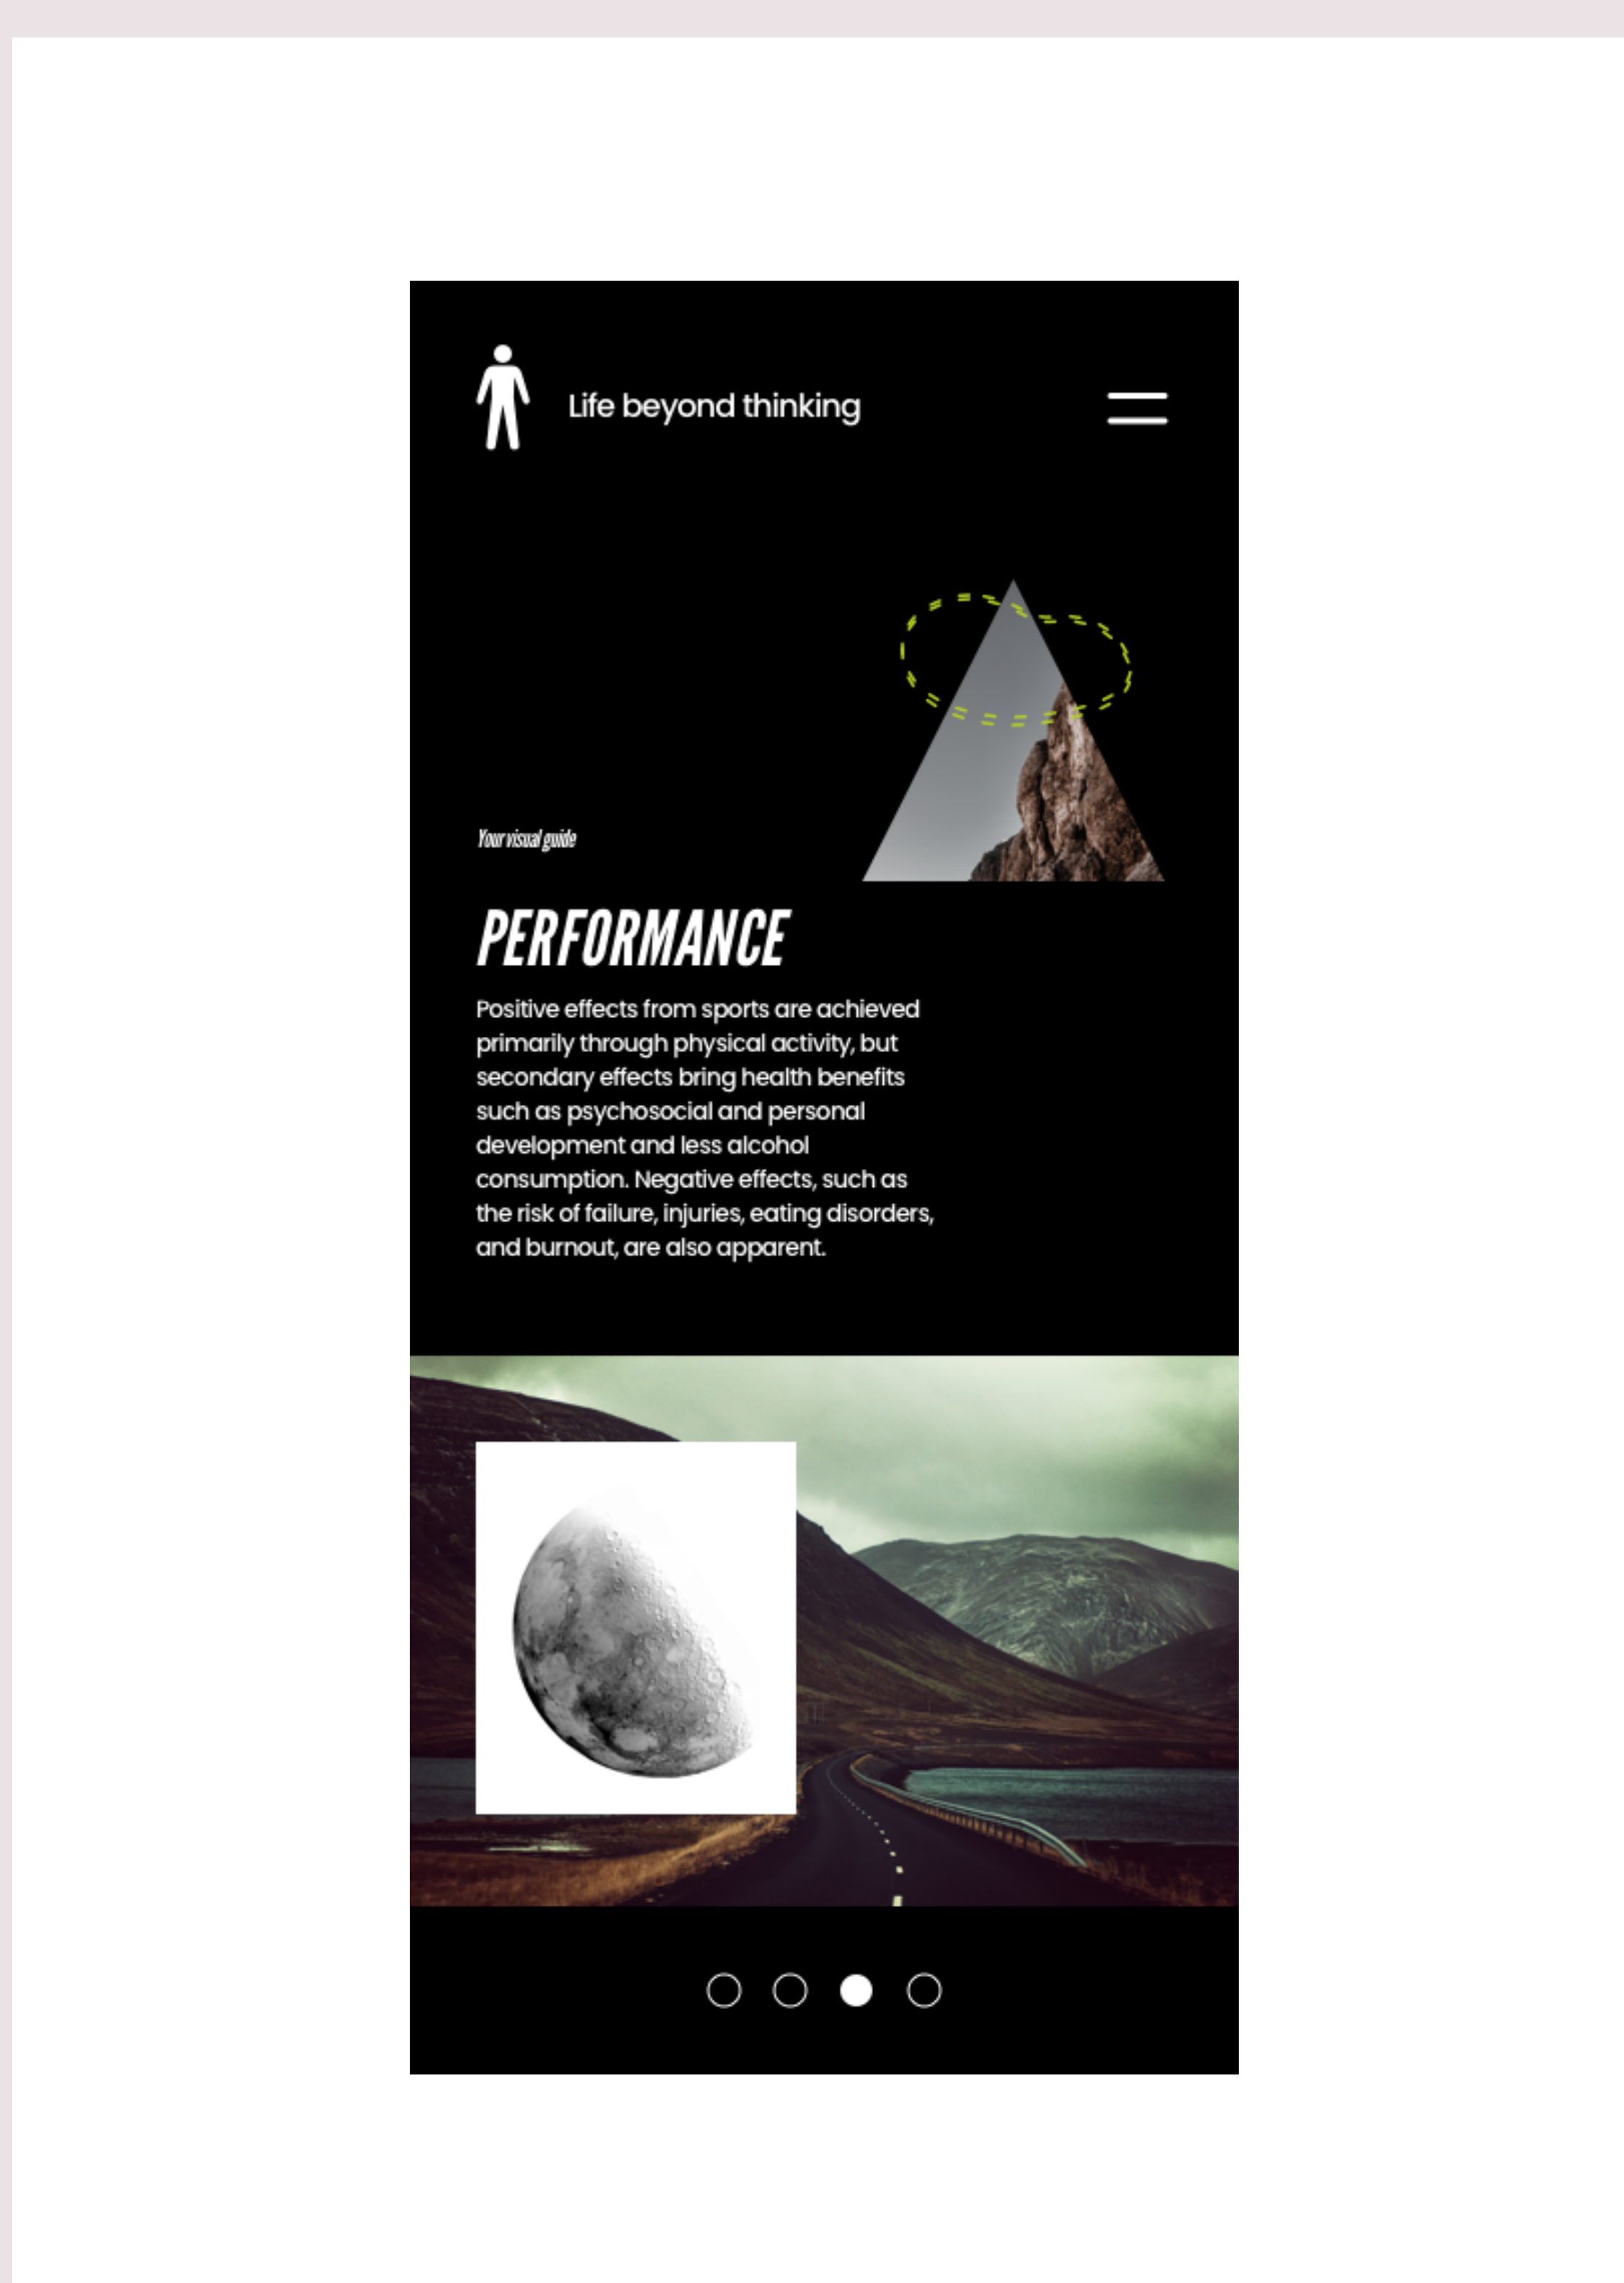 Life beyond thinking
Your visual guide
PERFORMANCE
Positive effects from sports are achieved
primarily through physical activity, but
secondary effects bring health benefits
such as psychosocial and personal
development and less alcohol
consumption. Negative effects, such as
the risk of failure, injuries, eating disorders,
and burnout, are also apparent.